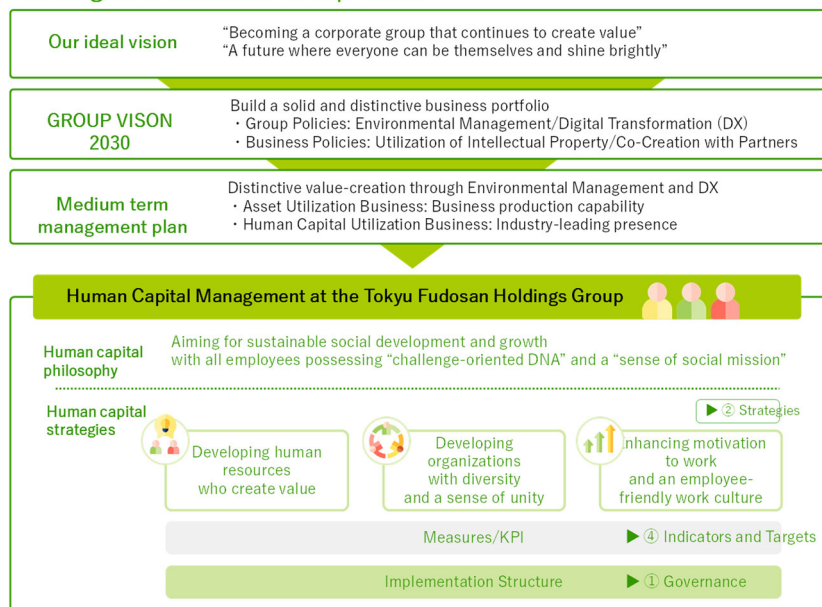 Our ideal vision
“Becoming a corporate group that continues to create value”
“A future where everyone can be themselves and shine brightly”
GROUP VISON
2030
Build a solid and distinctive business portfolio
・Group Policies: Environmental Management/Digital Transformation (DX)
・Business Policies: Utilization of Intellectual Property/Co-Creation with Partners
Medium term
management plan
Distinctive value-creation through Environmental Management and DX
・Asset Utilization Business: Business production capability
・Human Capital Utilization Business: Industry-leading presence
Human Capital Management at the Tokyu Fudosan Holdings Group
Human capital
philosophy
Aiming for sustainable social development and growth
with all employees possessing “challenge-oriented DNA” and a “sense of social mission”
Human capital
strategies
▶ ② Strategies
Developing human
resources
who create value
Developing
organizations
with diversity
and a sense of unity
Enhancing motivation
to work
and an employee-
friendly work culture
Measures/KPI
▶ ④ Indicators and Targets
Implementation Structure
▶ ① Governance